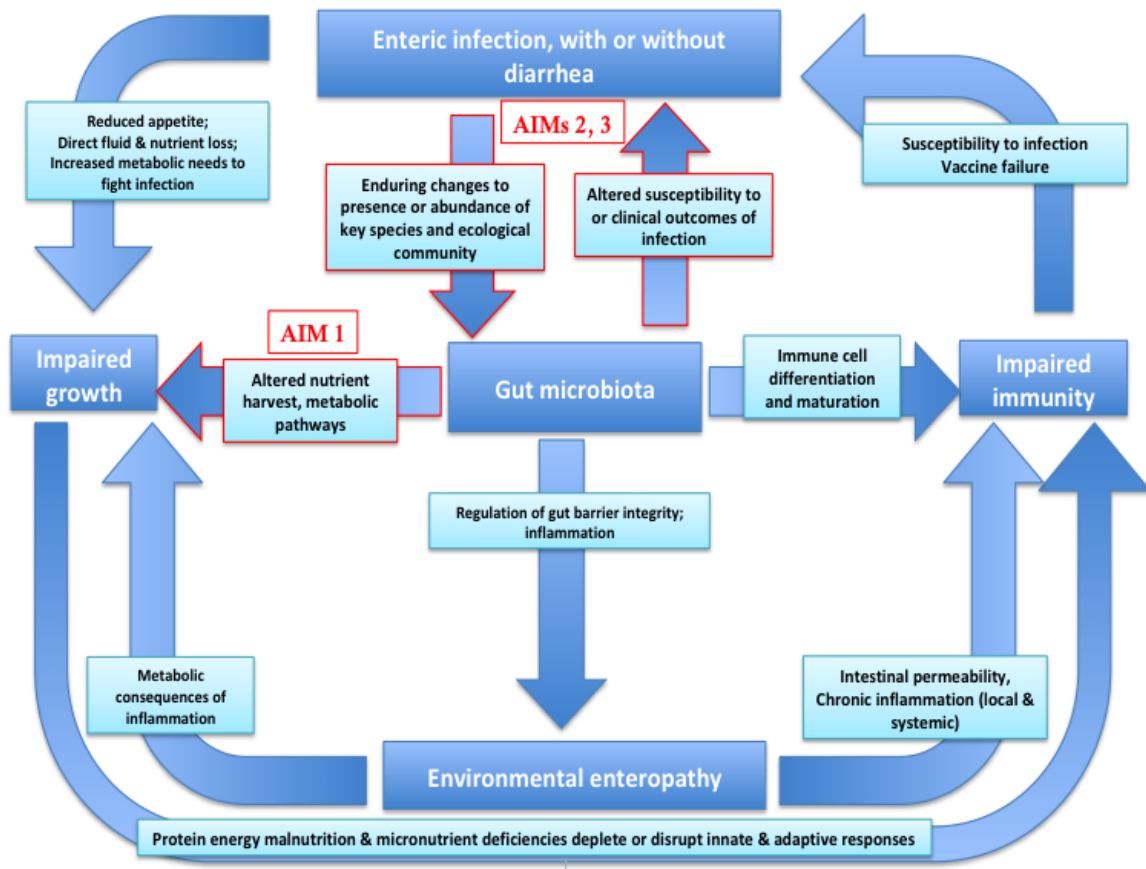 Enteric infection, with or without
diarrhea
AIMs 2, 3
Reduced appetite;
Direct fluid & nutrient loss;
Increased metabolic needs to
fight infection
Enduring changes to
presence or abundance of
key species and ecological
community
Altered susceptibility to
or clinical outcomes of
infection
Susceptibility to infection
Vaccine failure
AIM 1
Impaired
growth
Altered nutrient
harvest, metabolic
pathways
Gut microbiota
Immune cell
differentiation
and maturation
Impaired
immunity
Regulation of gut barrier integrity;
inflammation
Metabolic
consequences of
inflammation
Intestinal permeability,
Chronic inflammation (local &
systemic)
Environmental enteropathy
Protein energy malnutrition & micronutrient deficiencies deplete or disrupt innate & adaptive responses